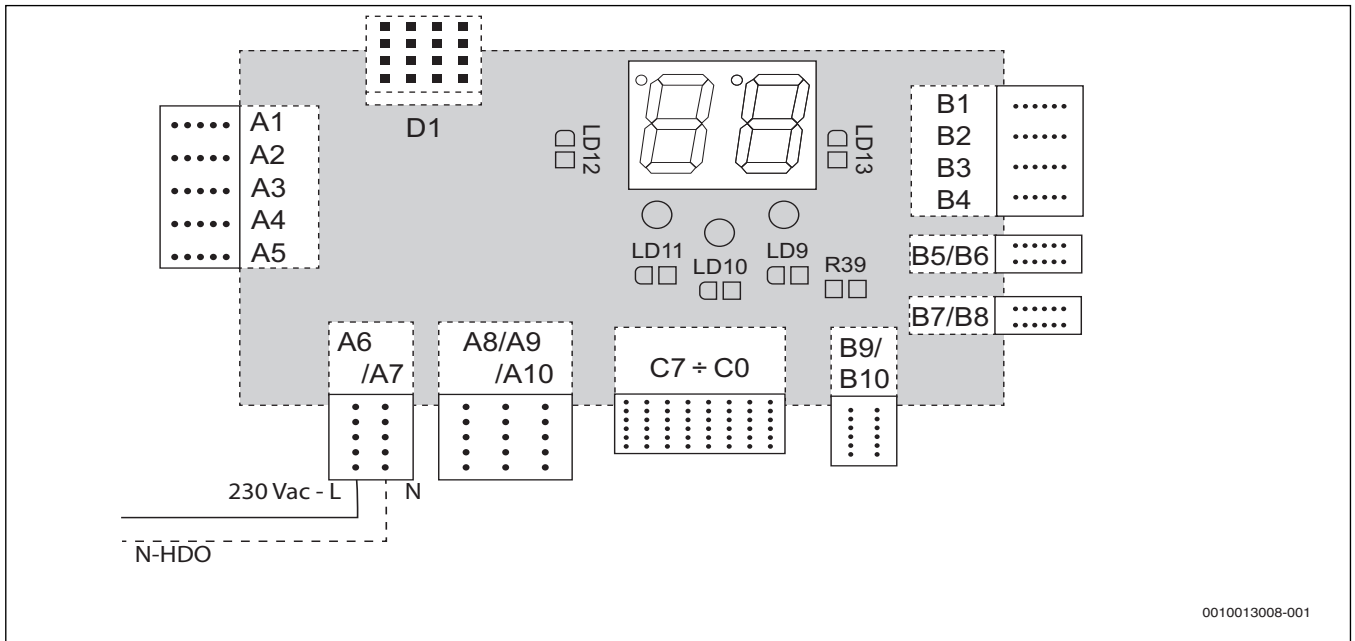 D1
A1
A2
A3
A4
A5
LD12
LD13
B1
B2
B3
B4
LD11
LD10
LD9
R39
B5/B6
B7/B8
A6
/A7
A8/A9
/A10
C7 ÷ C0
B9/
B10
230 Vac - L
N
N-HDO
0010013008-001